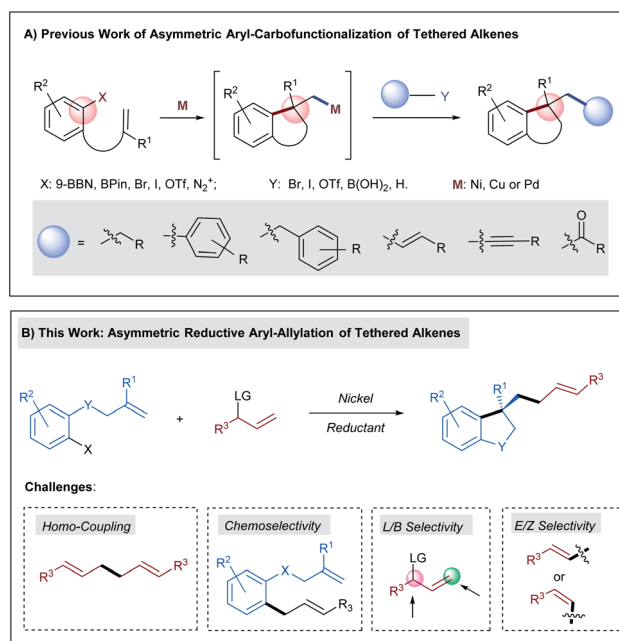 A) Previous Work of Asymmetric Aryl-Carbofunctionalization of Tethered Alkenes
R²
X
R¹
M
R¹
R²
M
Y
R¹
R²
X: 9-BBN, BPin, Br, I, OTf, N₂⁺;
Y: Br, I, OTf, B(OH)₂, H.
M: Ni, Cu or Pd
=
R
R
R
R
R
O
R
B) This Work: Asymmetric Reductive Aryl-Allylation of Tethered Alkenes
R²
Y
R¹
X
+
LG
R³
Nickel
Reductant
R²
R¹
R³
Y
Challenges:
Homo-Coupling
R³
R³
Chemoselectivity
R²
X
R¹
R₃
L/B Selectivity
LG
R³
E/Z Selectivity
R³
or
R³